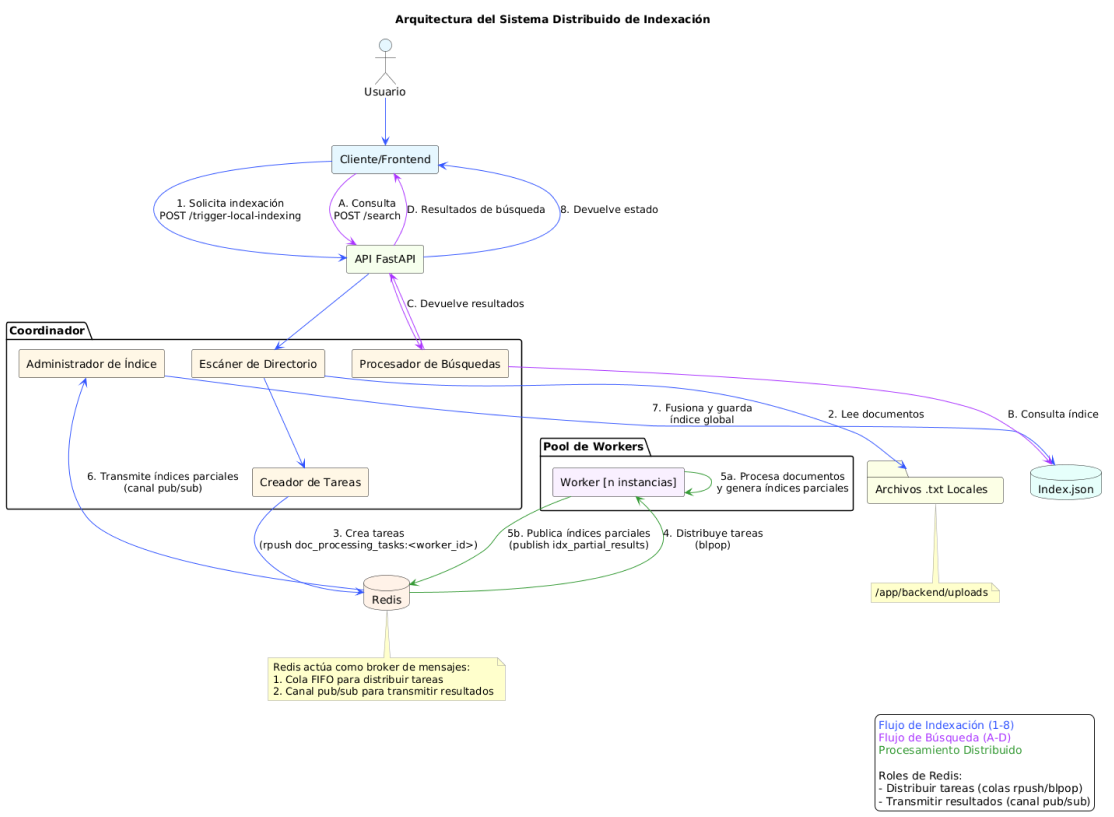 Arquitectura del Sistema Distribuido de Indexación
Usuario
Cliente/Frontend
1. Solicita indexación
POST /trigger-local-indexing
A. Consulta
POST /search
D. Resultados de búsqueda
8. Devuelve estado
API FastAPI
C. Devuelve resultados
Coordinador
Administrador de Índice
Escáner de Directorio
Procesador de Búsquedas
7. Fusiona y guarda
índice global
2. Lee documentos
B. Consulta índice
Pool de Workers
6. Transmite índices parciales
(canal pub/sub)
Creador de Tareas
Worker [n instancias]
5a. Procesa documentos
y genera índices parciales
Archivos .txt Locales
Index.json
3. Crea tareas
(rpush doc_processing_tasks:<worker_id>)
5b. Publica índices parciales
(publish idx_partial_results)
4. Distribuye tareas
(blpop)
Redis
/app/backend/uploads
Redis actúa como broker de mensajes:
1. Cola FIFO para distribuir tareas
2. Canal pub/sub para transmitir resultados
Flujo de Indexación (1-8)
Flujo de Búsqueda (A-D)
Procesamiento Distribuido
Roles de Redis:
- Distribuir tareas (colas rpush/blpop)
- Transmitir resultados (canal pub/sub)